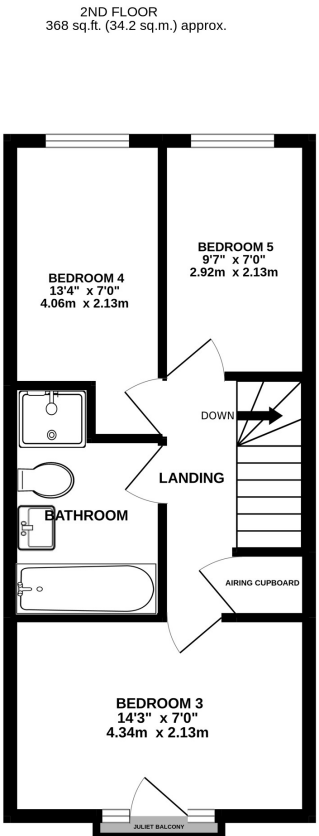 2ND FLOOR
368 sq.ft. (34.2 sq.m.) approx.
BEDROOM 5
9'7" x 7'0"
2.92m x 2.13m
BEDROOM 4
13'4" x 7'0"
4.06m x 2.13m
DOWN
LANDING
BATHROOM
AIRING CUPBOARD
BEDROOM 3
14'3" x 7'0"
4.34m x 2.13m
JULIET BALCONY